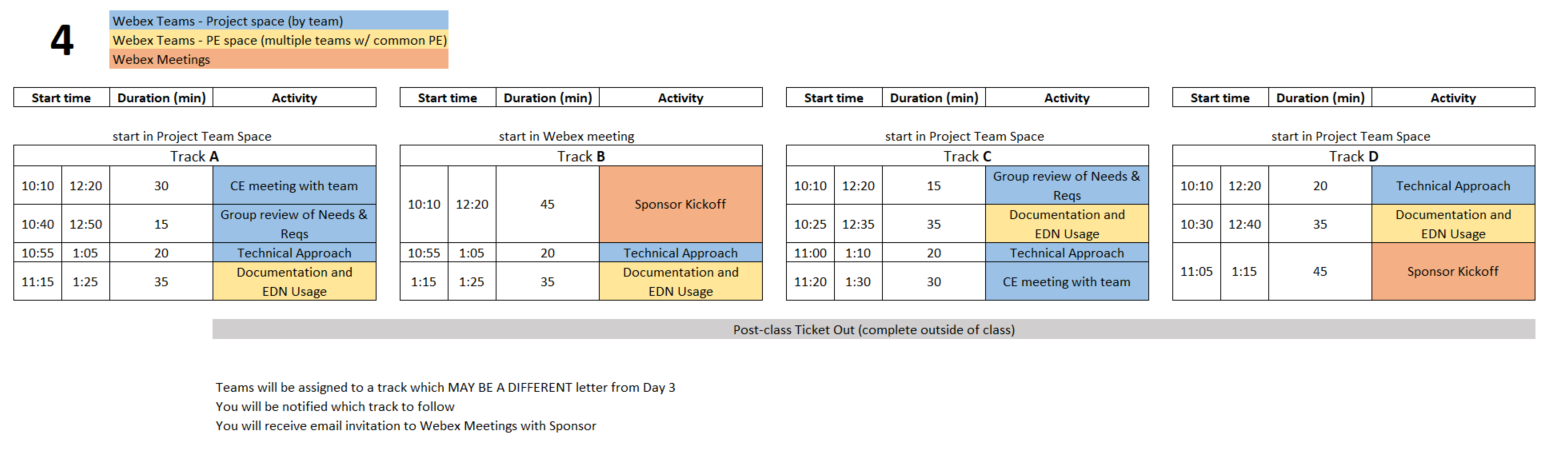 4
Webex Teams - Project space (by team)
Webex Teams - PE space (multiple teams w/ common PE)
Webex Meetings
Start time Duration (min) Activity
start in Project Team Space
Track A
10:10 12:20 30 CE meeting with team
10:40 12:50 15 Group review of Needs &
Reqs
10:55 1:05 20 Technical Approach
11:15 1:25 35 Documentation and
EDN Usage
Start time Duration (min) Activity
start in Webex meeting
Track B
10:10 12:20 45 Sponsor Kickoff
10:55 1:05 20 Technical Approach
1:15 1:25 35 Documentation and
EDN Usage
Start time Duration (min) Activity
start in Project Team Space
Track C
10:10 12:20 15 Group review of Needs &
Reqs
10:25 12:35 35 Documentation and
EDN Usage
11:00 1:10 20 Technical Approach
11:20 1:30 30 CE meeting with team
Start time Duration (min) Activity
start in Project Team Space
Track D
10:10 12:20 20 Technical Approach
10:30 12:40 35 Documentation and
EDN Usage
11:05 1:15 45 Sponsor Kickoff
Post-class Ticket Out (complete outside of class)
Teams will be assigned to a track which MAY BE A DIFFERENT letter from Day 3
You will be notified which track to follow
You will receive email invitation to Webex Meetings with Sponsor